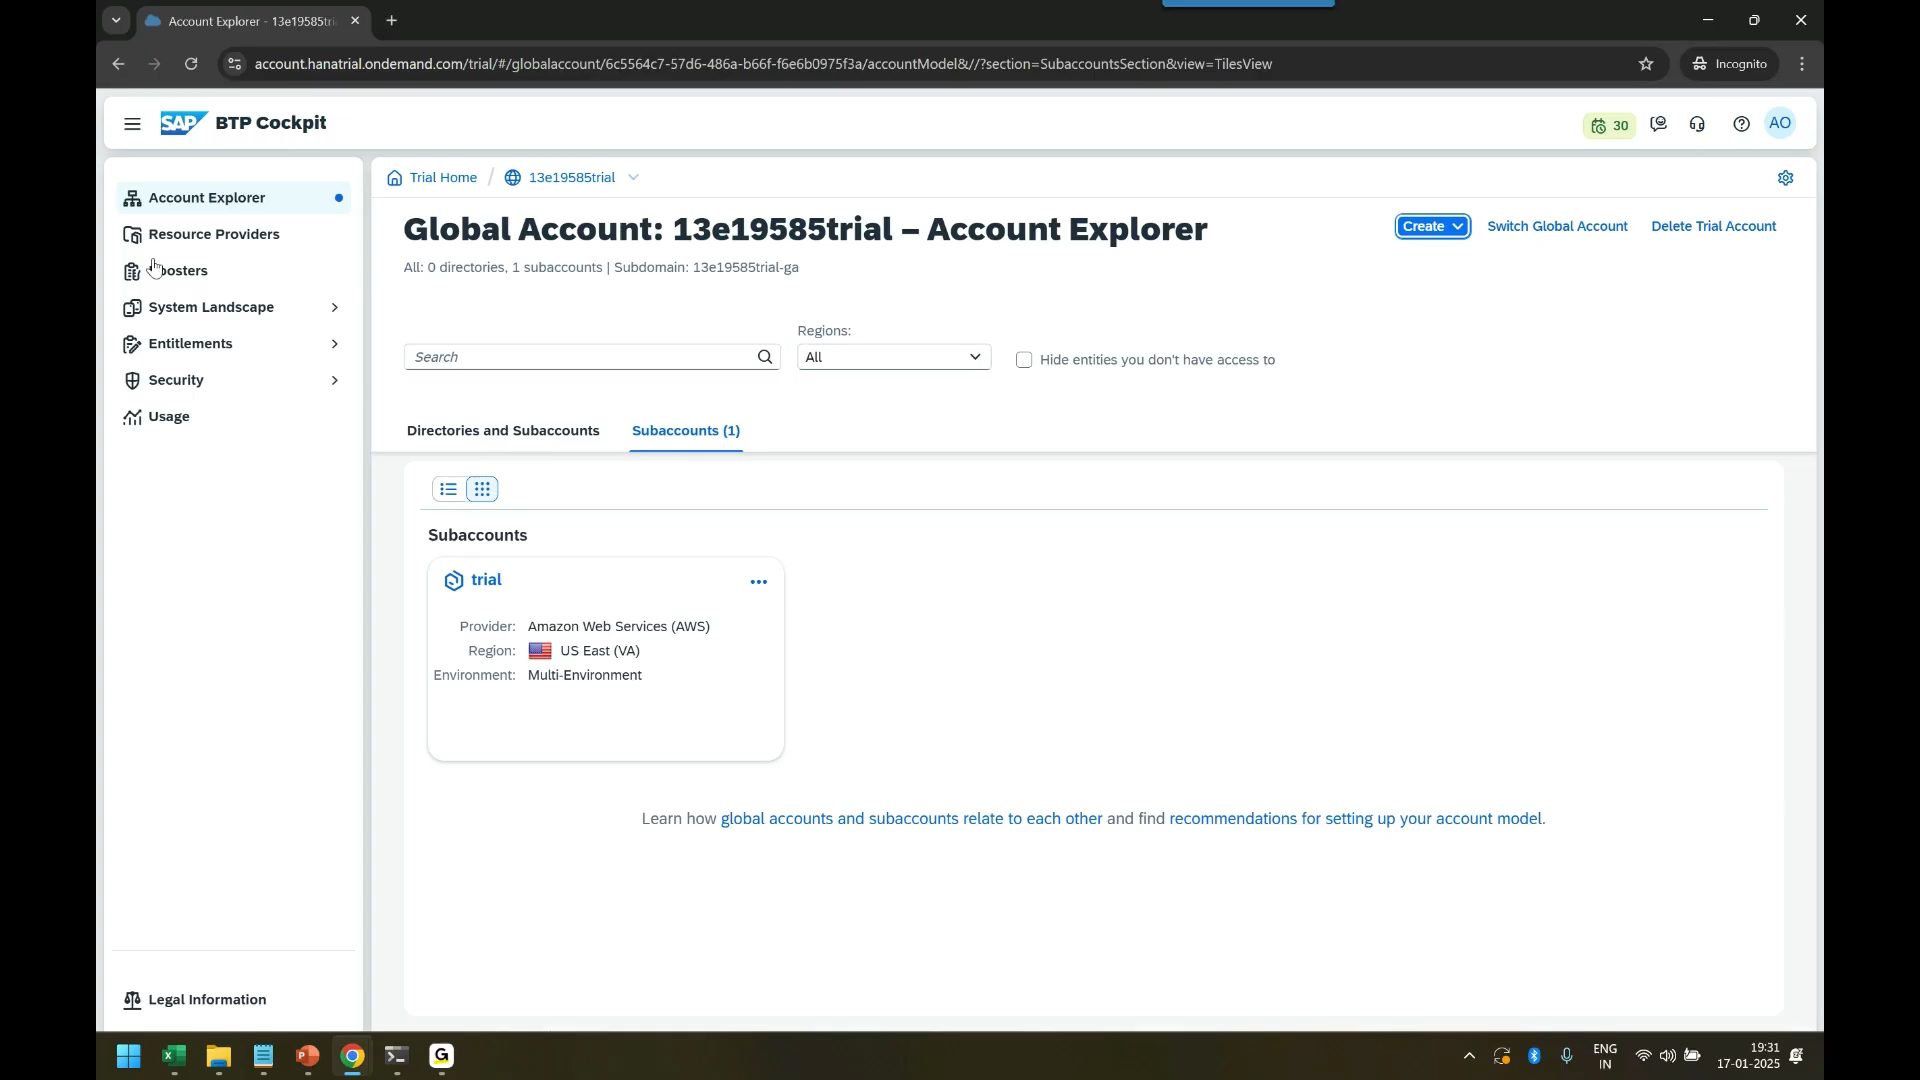 Account Explorer - 13e19585tri
account.hanatrial.ondemand.com/trial/#/globalaccount/6c5564c7-57d6-486a-b66f-f6e6b0975f3a/accountModel&//?section=SubaccountsSection&view=TilesView
Incognito
SAP BTP Cockpit
30
AO
Account Explorer
Resource Providers
oosters
System Landscape
Entitlements
Security
Usage
Legal Information
Trial Home / 13e19585trial
Global Account: 13e19585trial – Account Explorer
Create
Switch Global Account
Delete Trial Account
All: 0 directories, 1 subaccounts | Subdomain: 13e19585trial-ga
Regions:
Search
All
Hide entities you don't have access to
Directories and Subaccounts
Subaccounts (1)
Subaccounts
trial
Provider: Amazon Web Services (AWS)
Region: US East (VA)
Environment: Multi-Environment
Learn how global accounts and subaccounts relate to each other and find recommendations for setting up your account model.
ENG
IN
19:31
17-01-2025